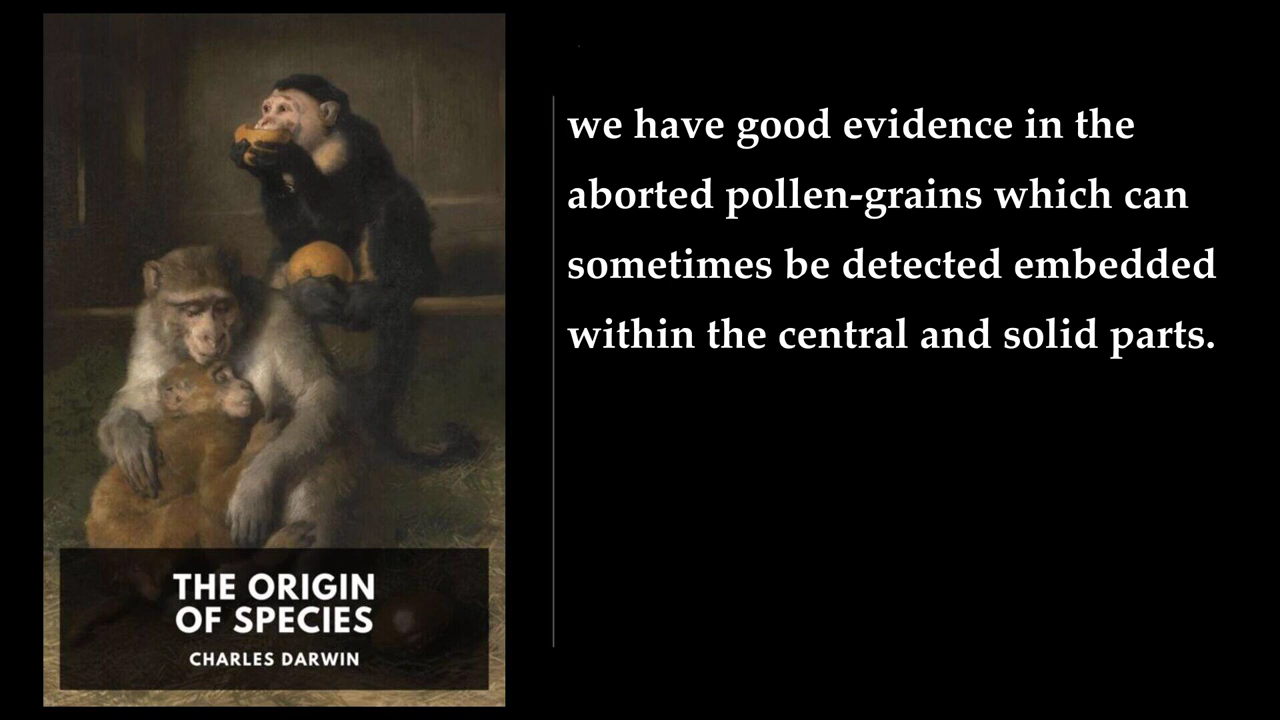 we have good evidence in the
aborted pollen-grains which can
sometimes be detected embedded
within the central and solid parts.
THE ORIGIN
OF SPECIES
CHARLES DARWIN